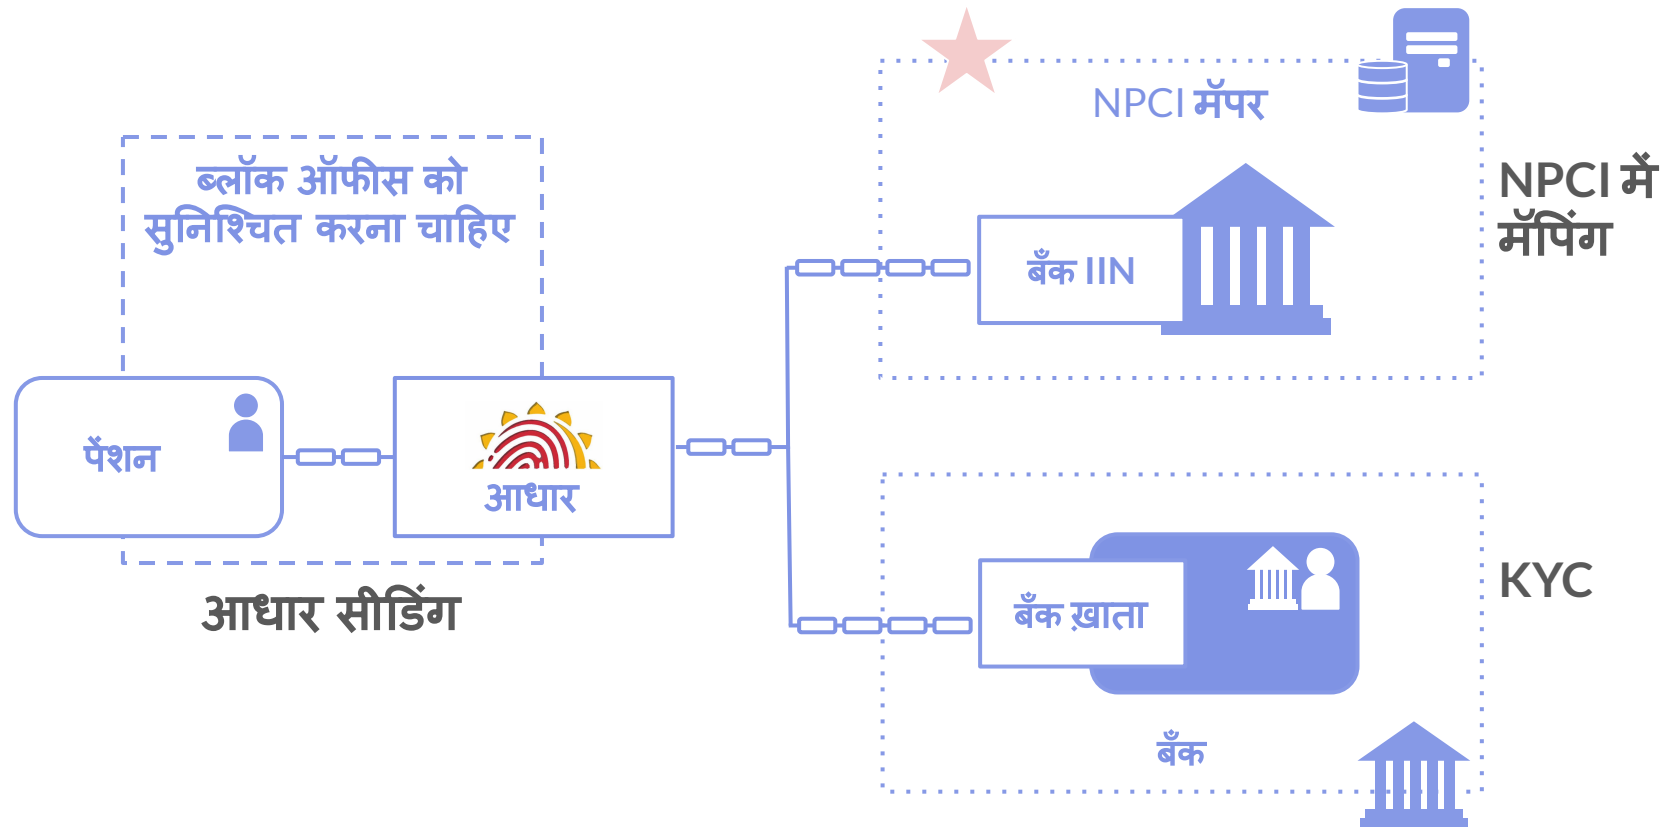 NPCI मॅपर
ब्लॉक ऑफीस को
सुनिश्चित करना चाहिए
NPCI में
मॅपिंग
बँक IIN
पेंशन
आधार
आधार सीडिंग
KYC
बँक ख़ाता
बँक